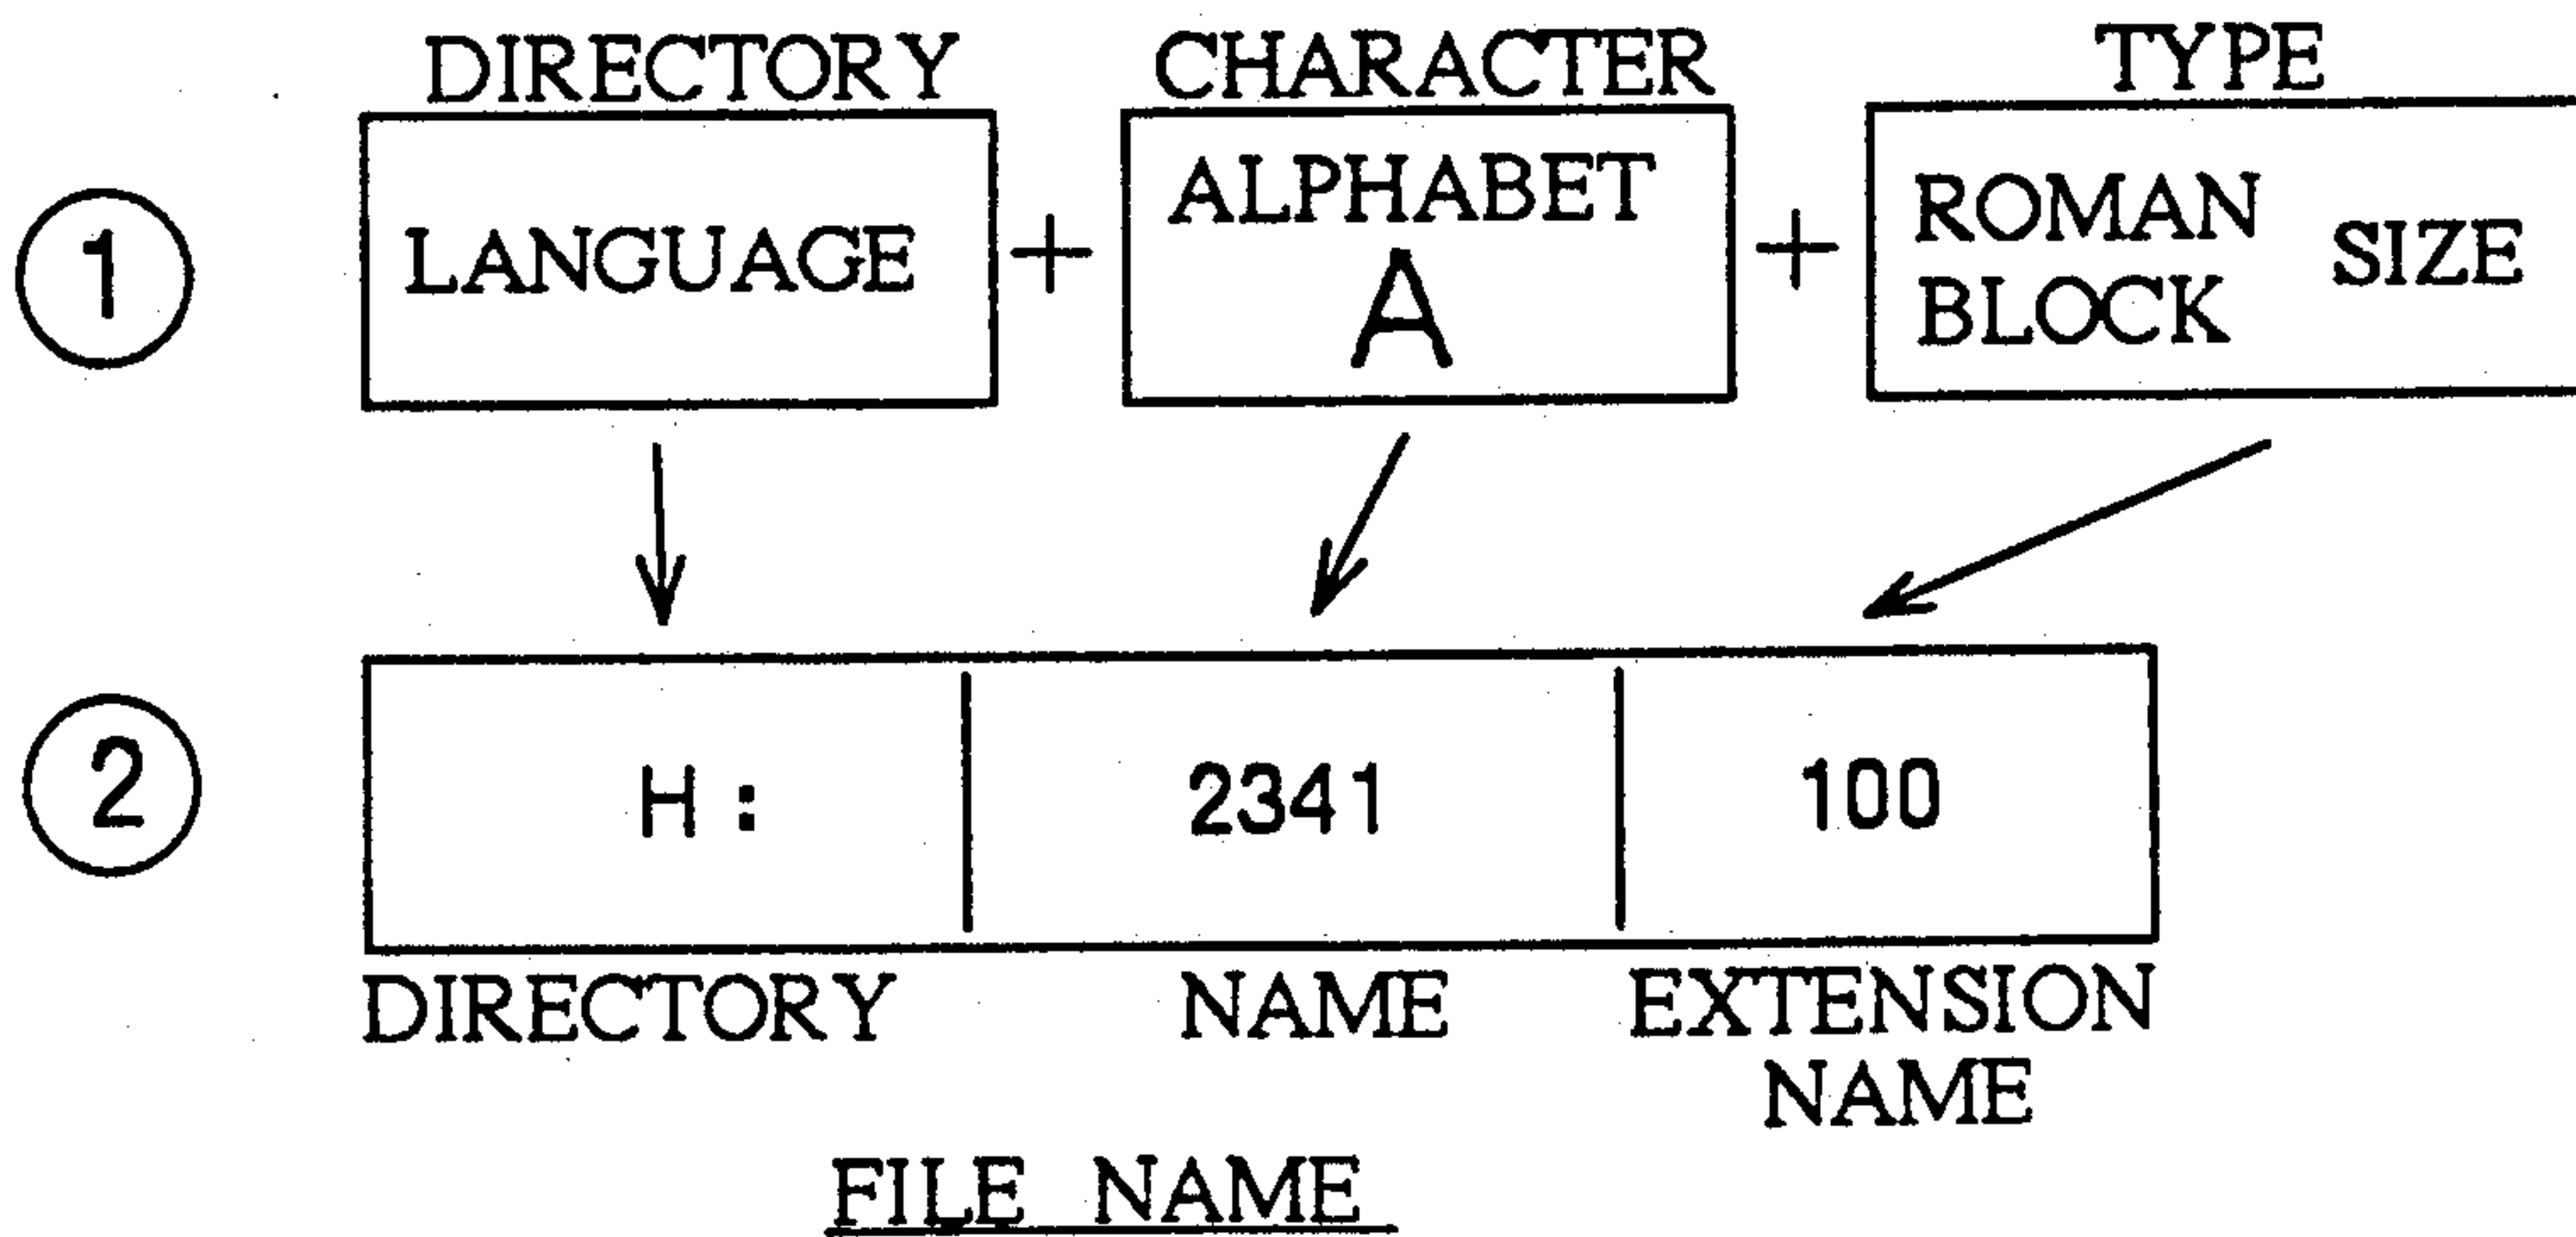 DIRECTORY CHARACTER TYPE
① LANGUAGE + ALPHABET A + ROMAN BLOCK SIZE
② H: 2341 100
DIRECTORY NAME EXTENSION NAME
FILE NAME